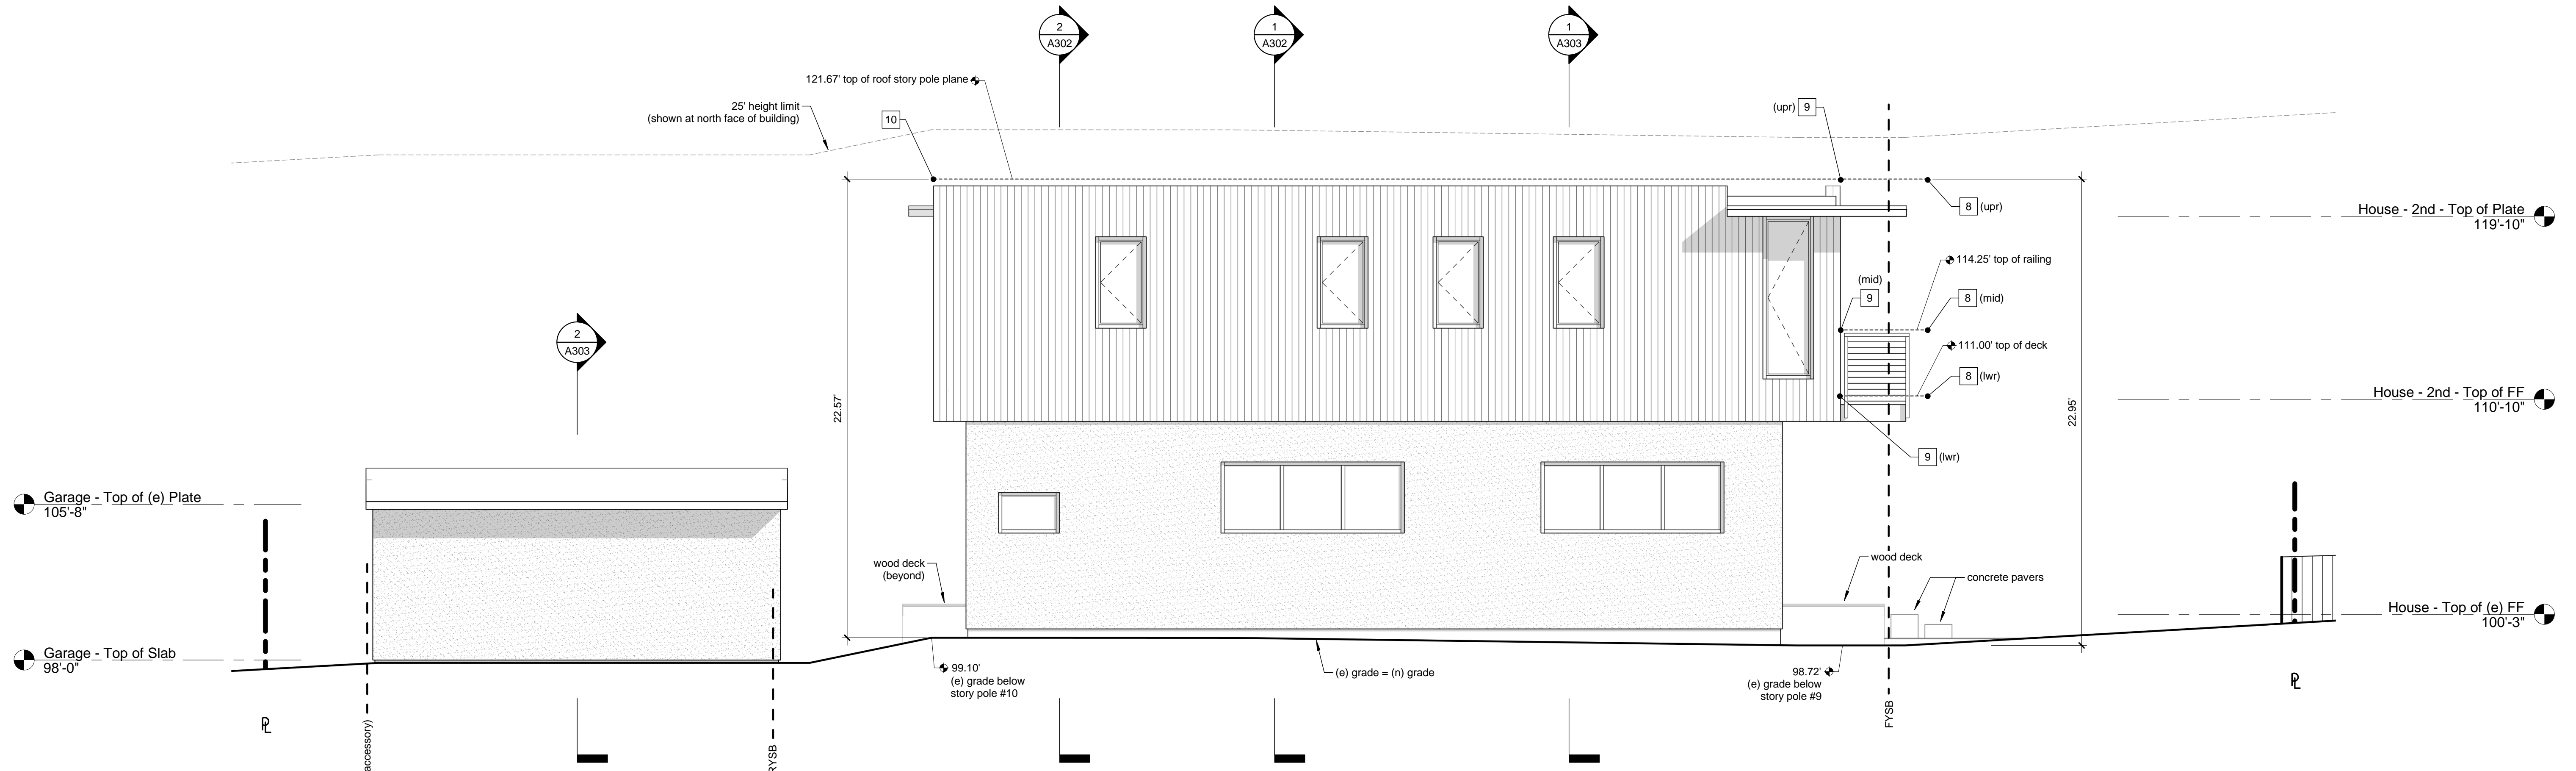 2
A302
1
A302
1
A303
121.67' top of roof story pole plane
25' height limit
(shown at north face of building)
10
(upr) 9
8 (upr)
House - 2nd - Top of Plate
119'-10"
114.25' top of railing
(mid)
9
8 (mid)
2
A303
111.00' top of deck
8 (lwr)
House - 2nd - Top of FF
110'-10"
22.57'
22.95'
9 (lwr)
Garage - Top of (e) Plate
105'-8"
wood deck
(beyond)
wood deck
concrete pavers
House - Top of (e) FF
100'-3"
Garage - Top of Slab
98'-0"
99.10'
(e) grade below
story pole #10
(e) grade = (n) grade
98.72'
(e) grade below
story pole #9
PL
PL
accessory)
RYSB
FYSB